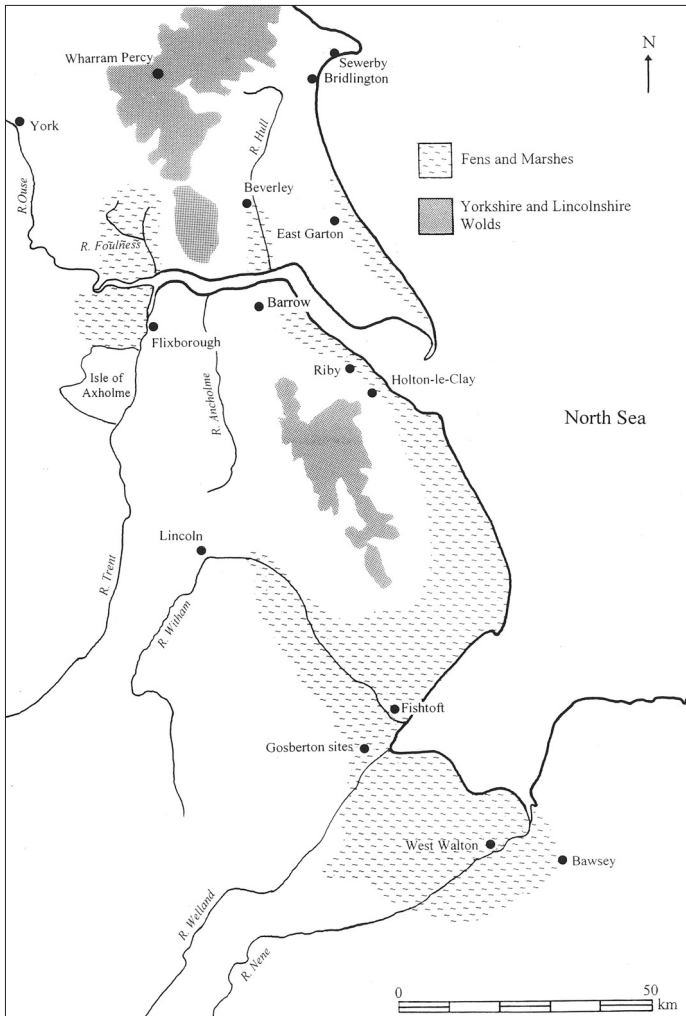 Wharram Percy
Sewerby
Bridlington
N
York
R. Hull
Fens and Marshes
R.Ouse
Beverley
Yorkshire and Lincolnshire
Wolds
East Garton
R. Foulness
Barrow
Flixborough
Isle of
Axholme
R. Ancholme
Riby
Holton-le-Clay
North Sea
Lincoln
R. Trent
R. Witham
Fishtoft
Gosberton sites
West Walton
Bawsey
R. Welland
R. Nene
0
50
km